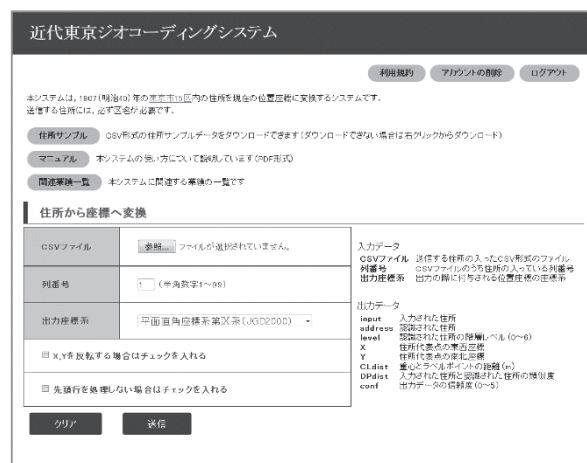 近代東京ジオコーディングシステム
利用規約 アカウントの削除 ログアウト
本システムは，1907(明治40)年の東京市15区内の住所を現在の位置座標に変換するシステムです。
送信する住所には，必ず区名が必要です。
住所サンプル CSV形式の住所サンプルデータをダウンロードできます(ダウンロードできない場合は右クリックからダウンロード)
マニュアル 本システムの使い方について説明しています(PDF形式)
関連業績一覧 本システムに関連する業績の一覧です
住所から座標へ変換
CSVファイル 参照... ファイルが選択されていません。
列番号 1 (半角数字1～99)
出力座標系 平面直角座標系第Ⅸ系(JGD2000)
X,Yを反転する場合はチェックを入れる
先頭行を処理しない場合はチェックを入れる
クリア 送信
入力データ
CSVファイル 送信する住所の入ったCSV形式のファイル
列番号 CSVファイルのうち住所の入っている列番号
出力座標系 出力の際に付与される位置座標の座標系
出力データ
input 入力された住所
address 認識された住所
level 認識された住所の階層レベル(0～6)
X 住所代表点の東西座標
Y 住所代表点の南北座標
CLdist 重心とラベルポイントの距離(m)
DPdist 入力された住所と認識された住所の類似度
conf 出力データの信頼度(0～5)